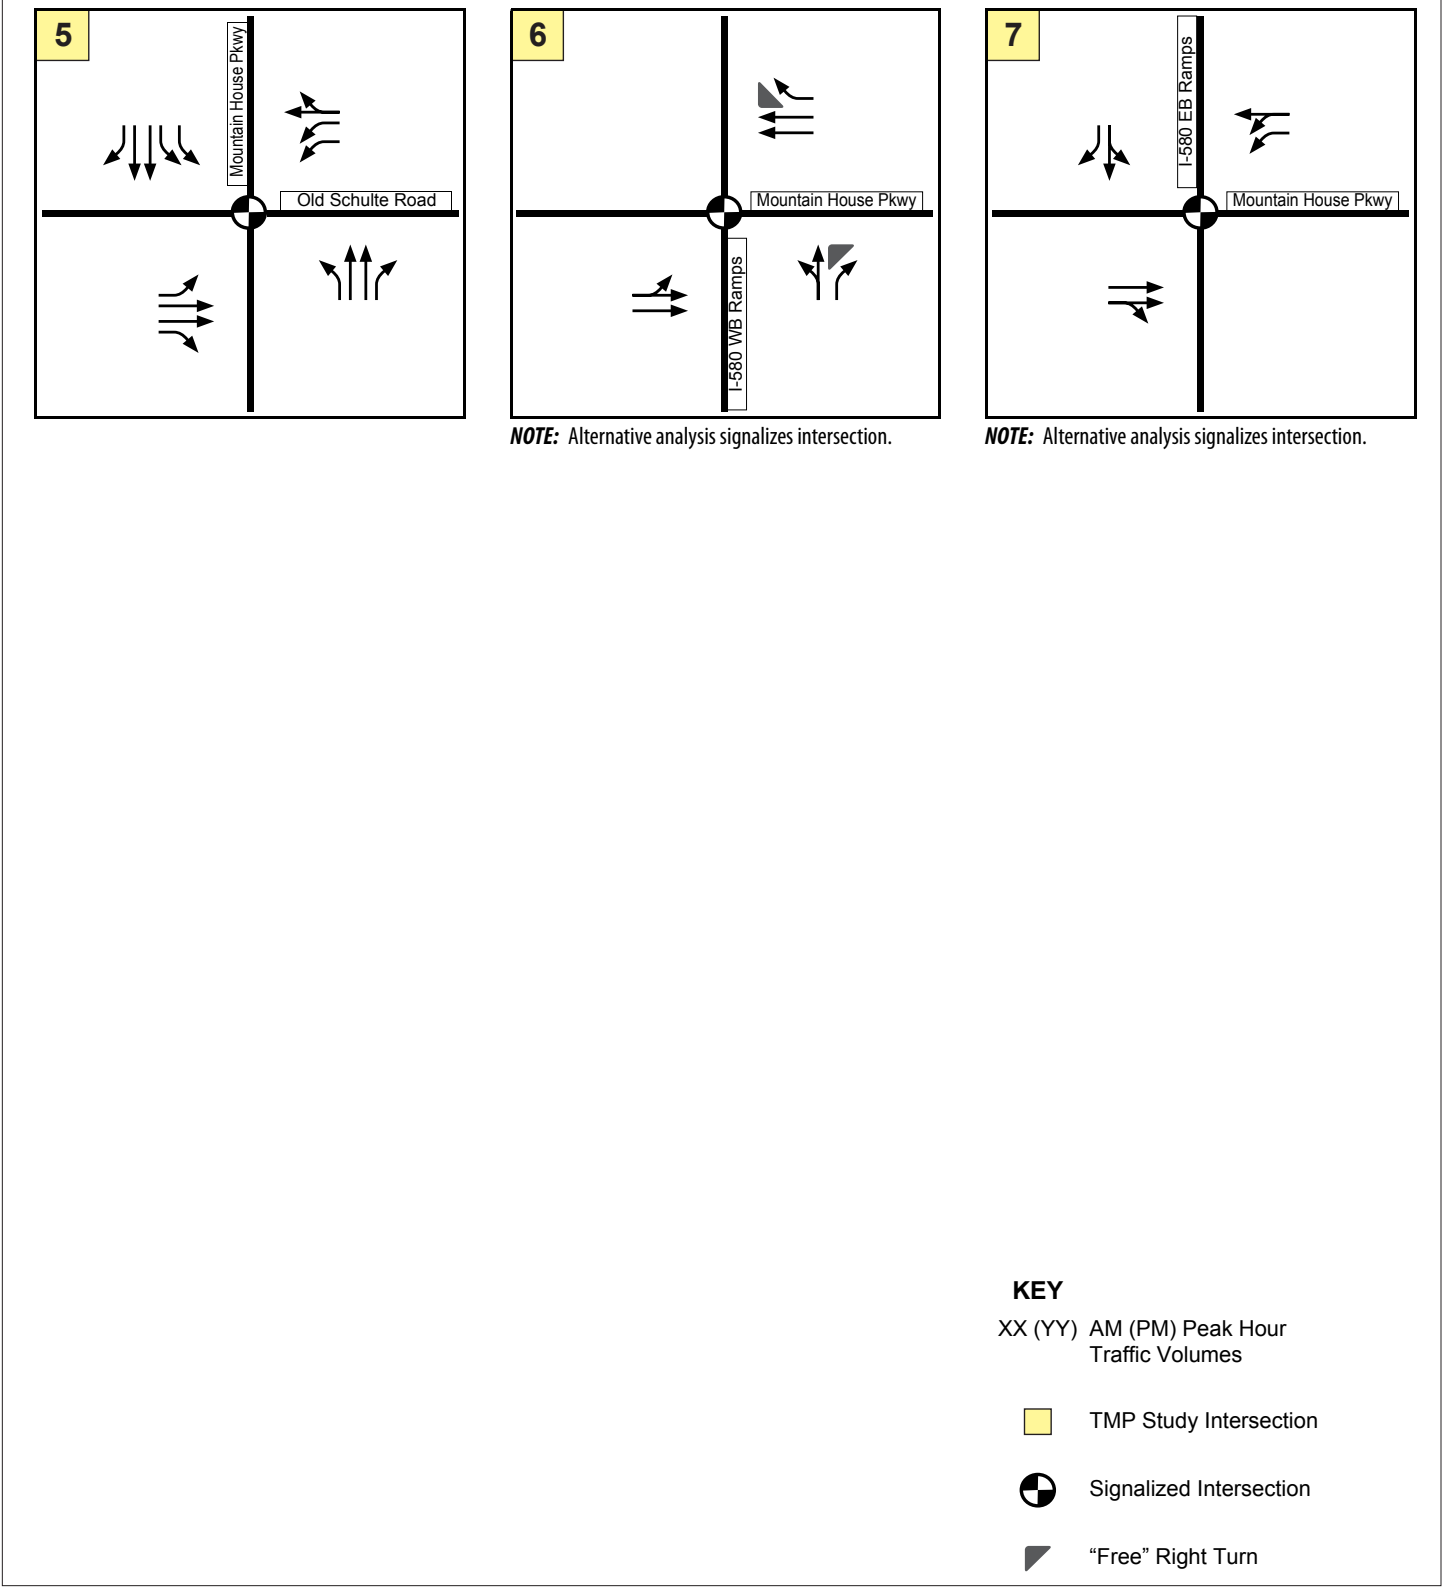 5
Mountain House Pkwy
Old Schulte Road
6
Mountain House Pkwy
I-580 WB Ramps
NOTE: Alternative analysis signalizes intersection.
7
I-580 EB Ramps
Mountain House Pkwy
NOTE: Alternative analysis signalizes intersection.
KEY
XX (YY) AM (PM) Peak Hour
Traffic Volumes
TMP Study Intersection
Signalized Intersection
“Free” Right Turn